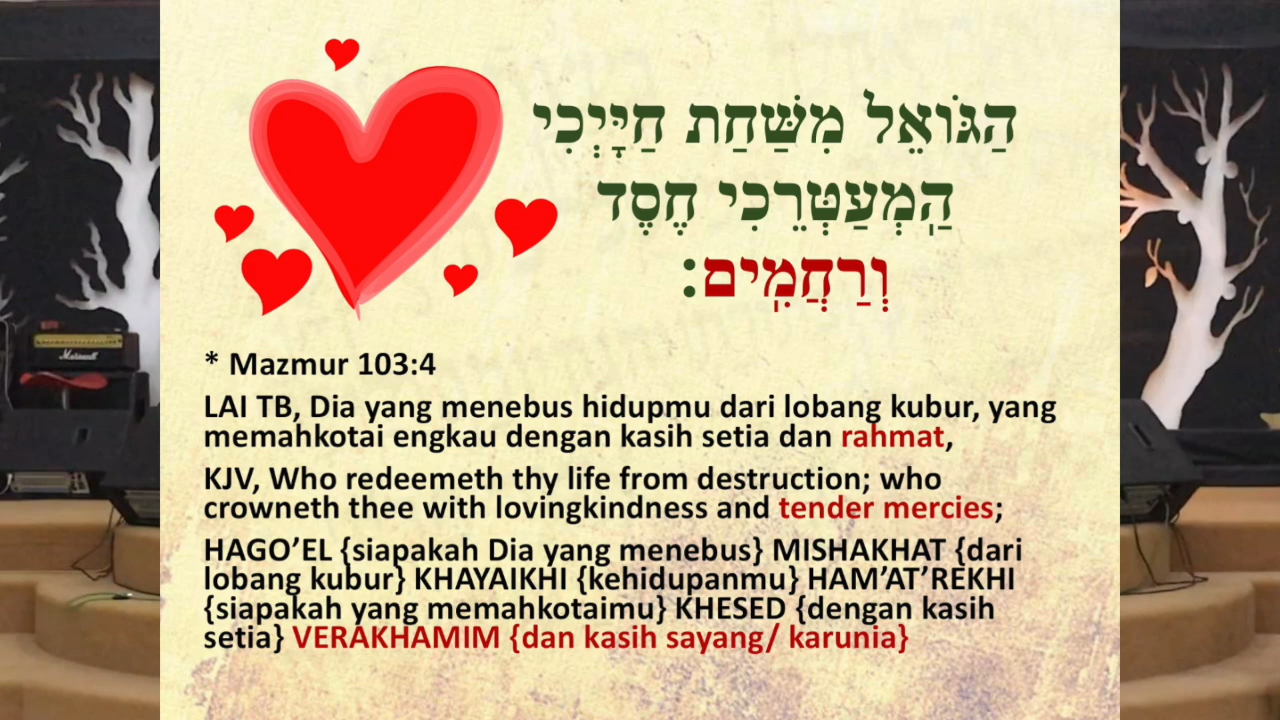 הַגּוֹאֵל מִשַּׁחַת חַיָּיְכִי
הַֽמְעַטְּרֵכִי חֶסֶד
וְרַחֲמִֽים׃
* Mazmur 103:4
LAI TB, Dia yang menebus hidupmu dari lobang kubur, yang
memahkotai engkau dengan kasih setia dan rahmat,
KJV, Who redeemeth thy life from destruction; who
crowneth thee with lovingkindness and tender mercies;
HAGO’EL {siapakah Dia yang menebus} MISHAKHAT {dari
lobang kubur} KHAYAIKHI {kehidupanmu} HAM’AT’REKHI
{siapakah yang memahkotaimu} KHESED {dengan kasih
setia} VERAKHAMIM {dan kasih sayang/ karunia}
Marshall